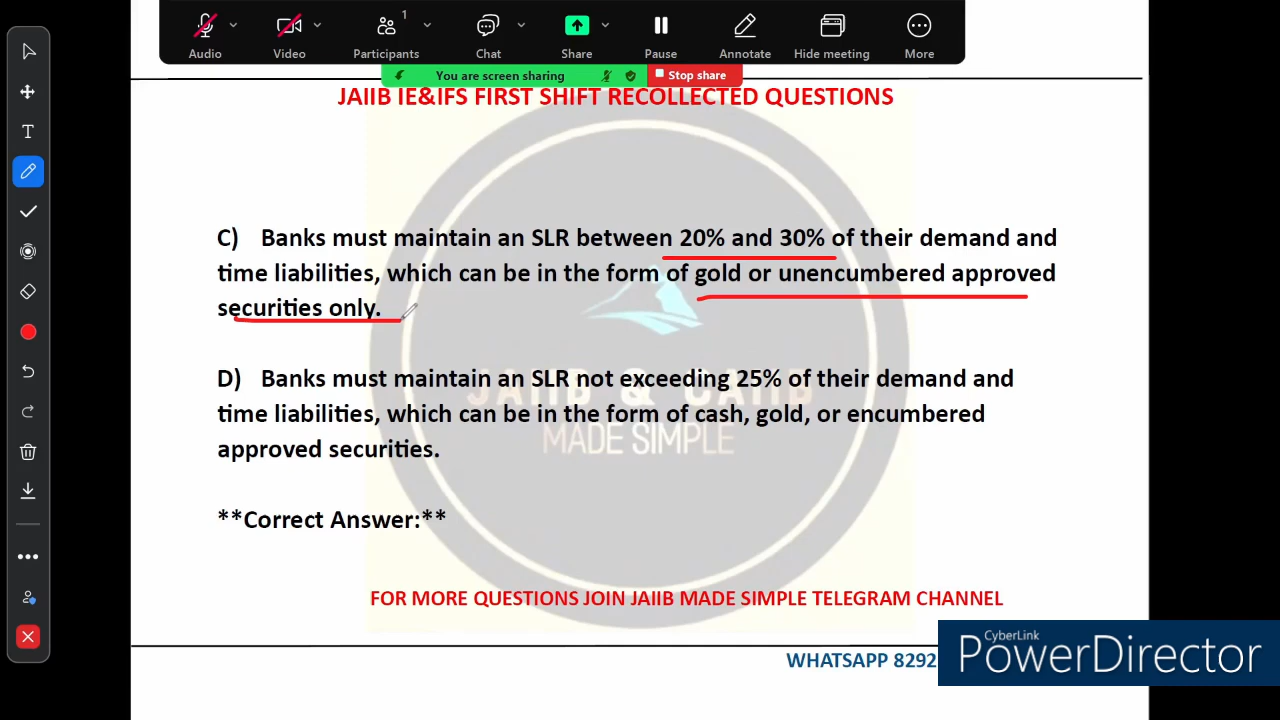 1
Audio
Video
Participants
Chat
Share
Pause
Annotate
Hide meeting
More
You are screen sharing
Stop share
JAIIB IE&IFS FIRST SHIFT RECOLLECTED QUESTIONS
C) Banks must maintain an SLR between 20% and 30% of their demand and
time liabilities, which can be in the form of gold or unencumbered approved
securities only.
D) Banks must maintain an SLR not exceeding 25% of their demand and
time liabilities, which can be in the form of cash, gold, or encumbered
approved securities.
JAIIB & CAIIB
MADE SIMPLE
**Correct Answer:**
FOR MORE QUESTIONS JOIN JAIIB MADE SIMPLE TELEGRAM CHANNEL
WHATSAPP 8292
CyberLink
PowerDirector
T